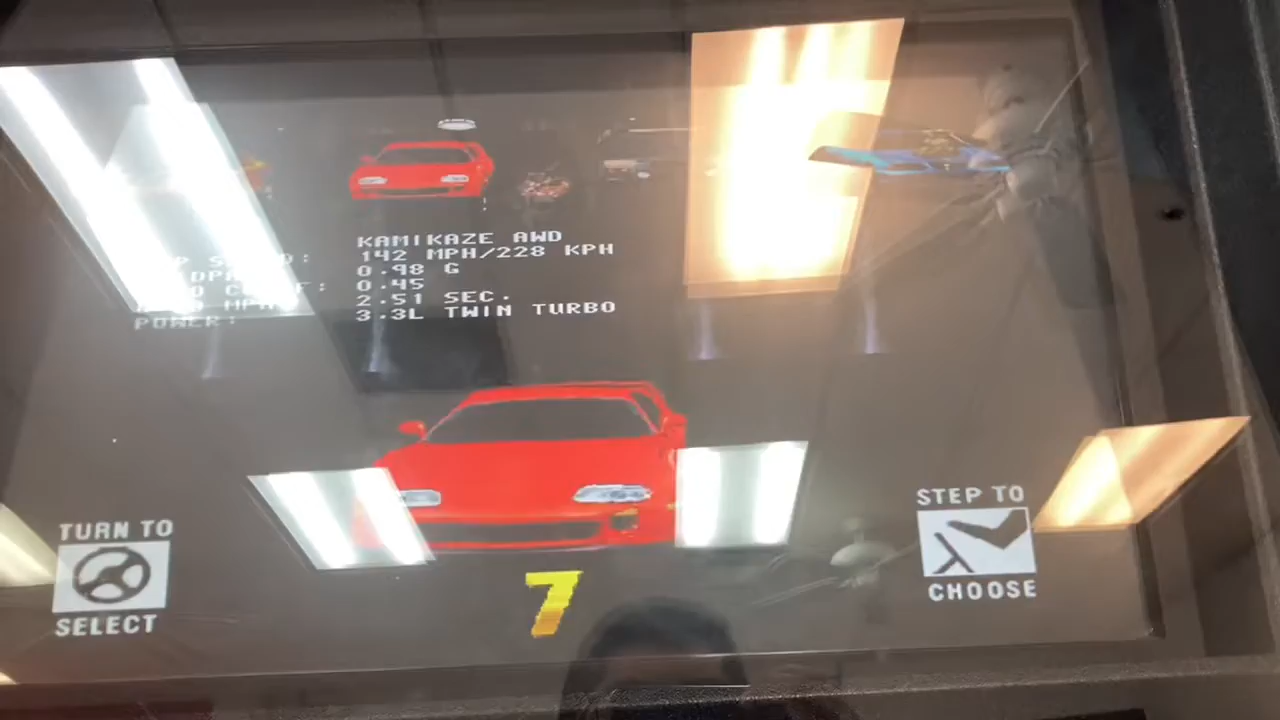 KAMIKAZE AWD
142 MPH/228 KPH
0.98 G
0.45
2.51 SEC.
POWER: 3.3L TWIN TURBO
TURN TO
SELECT
7
STEP TO
CHOOSE